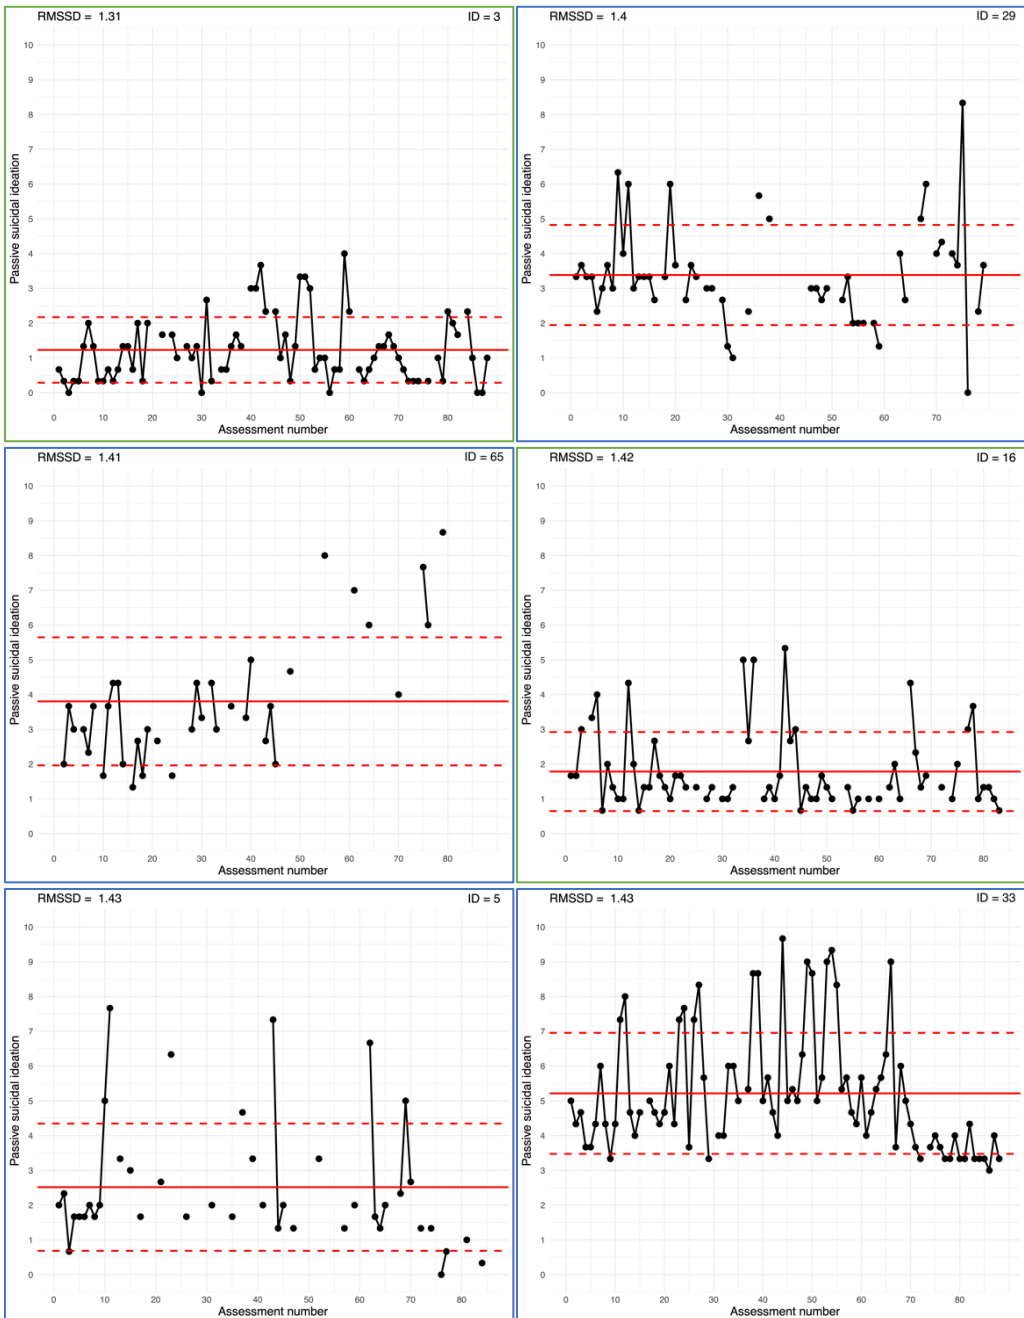 RMSSD = 1.31 ID = 3
10
9
8
7
6
5
4
3
2
1
0
Passive suicidal ideation
0 10 20 30 40 50 60 70 80
Assessment number
RMSSD = 1.4 ID = 29
10
9
8
7
6
5
4
3
2
1
0
Passive suicidal ideation
0 10 20 30 40 50 60 70
Assessment number
RMSSD = 1.41 ID = 65
10
9
8
7
6
5
4
3
2
1
0
Passive suicidal ideation
0 10 20 30 40 50 60 70 80
Assessment number
RMSSD = 1.42 ID = 16
10
9
8
7
6
5
4
3
2
1
0
Passive suicidal ideation
0 10 20 30 40 50 60 70 80
Assessment number
RMSSD = 1.43 ID = 5
10
9
8
7
6
5
4
3
2
1
0
Passive suicidal ideation
0 10 20 30 40 50 60 70 80
Assessment number
RMSSD = 1.43 ID = 33
10
9
8
7
6
5
4
3
2
1
0
Passive suicidal ideation
0 10 20 30 40 50 60 70 80
Assessment number